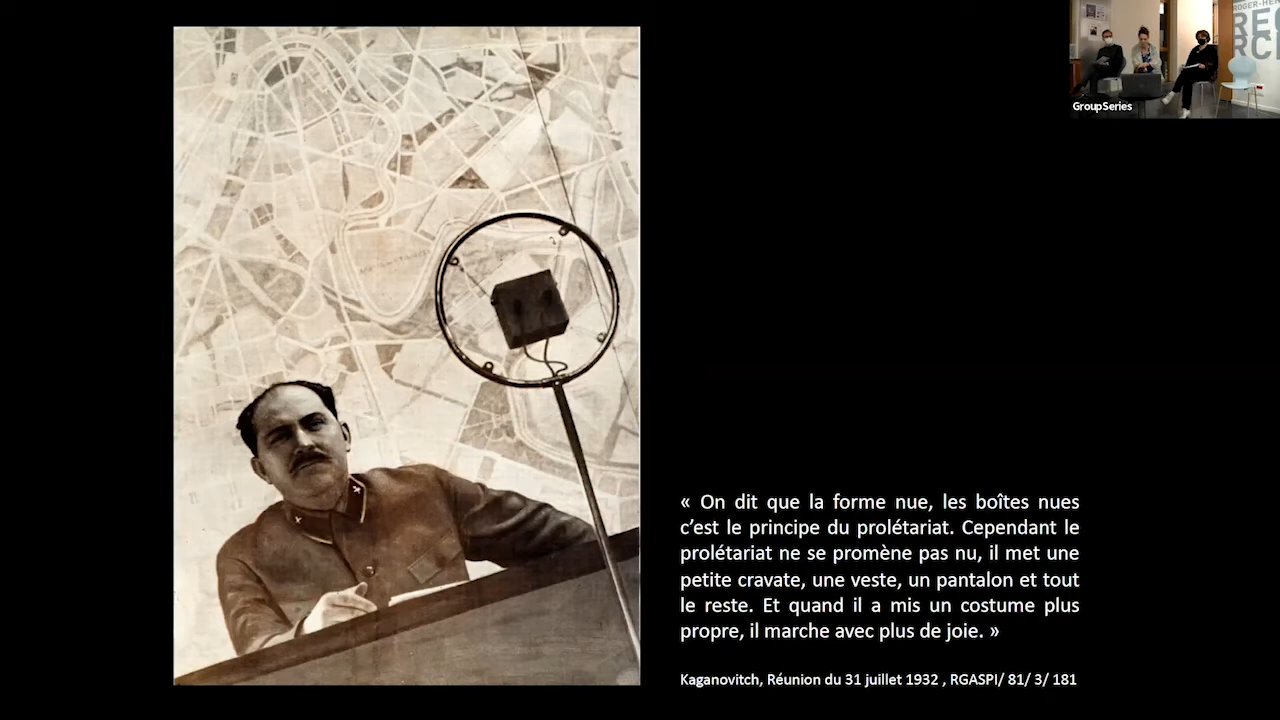 ROGER-HEN
GroupSeries
« On dit que la forme nue, les boîtes nues
c’est le principe du prolétariat. Cependant le
prolétariat ne se promène pas nu, il met une
petite cravate, une veste, un pantalon et tout
le reste. Et quand il a mis un costume plus
propre, il marche avec plus de joie. »
Kaganovitch, Réunion du 31 juillet 1932 , RGASPI/ 81/ 3/ 181